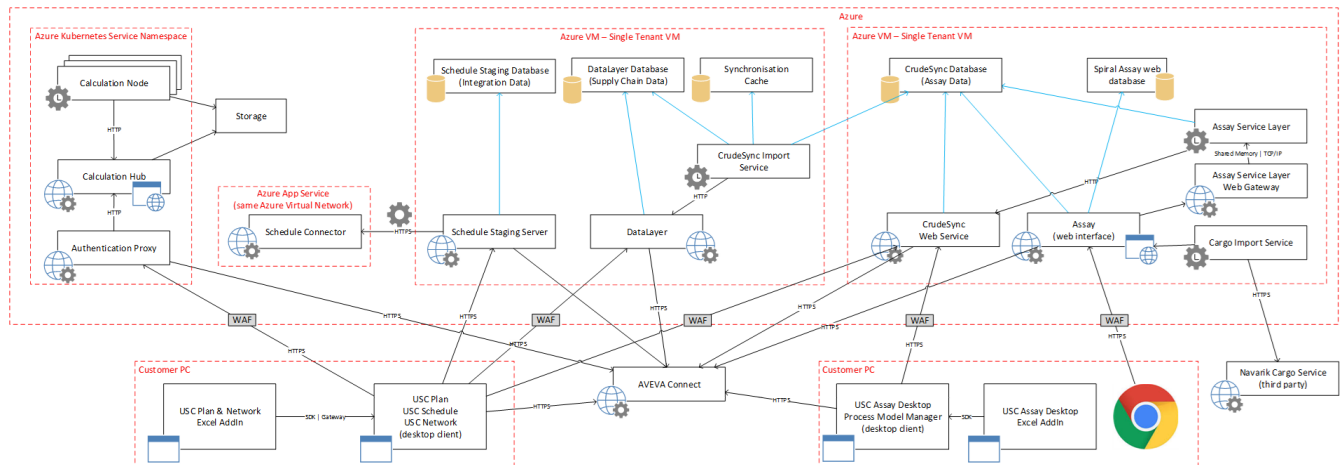 Azure
Azure Kubernetes Service Namespace
Azure VM – Single Tenant VM
Azure VM – Single Tenant VM
Calculation Node
Schedule Staging Database
(Integration Data)
DataLayer Database
(Supply Chain Data)
Synchronisation
Cache
CrudeSync Database
(Assay Data)
Spiral Assay web
database
Storage
HTTP
Assay Service Layer
Shared Memory | TCP/IP
CrudeSync Import
Service
Calculation Hub
HTTP
HTTP
Assay Service Layer
Web Gateway
Azure App Service
(same Azure Virtual Network)
HTTP
Schedule Connector
HTTPS
Schedule Staging Server
DataLayer
CrudeSync
Web Service
Assay
(web interface)
Cargo Import Service
Authentication Proxy
HTTPS
HTTPS
HTTPS
HTTPS
HTTPS
HTTPS
WAF
HTTPS
WAF
WAF
WAF
WAF
HTTPS
HTTPS
HTTPS
HTTPS
HTTPS
HTTPS
Customer PC
Customer PC
USC Plan & Network
Excel AddIn
SDK | Gateway
USC Plan
USC Schedule
USC Network
(desktop client)
HTTPS
AVEVA Connect
HTTPS
USC Assay Desktop
Process Model Manager
(desktop client)
SDK
USC Assay Desktop
Excel AddIn
Navarik Cargo Service
(third party)